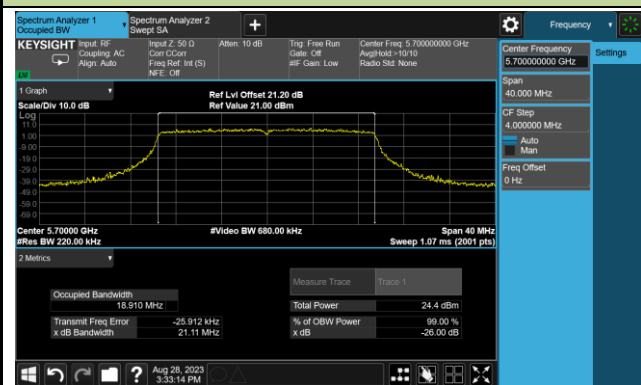 Spectrum Analyzer 1
Occupied BW
Spectrum Analyzer 2
Swept SA
Frequency
KEYSIGHT
Input: RF
Coupling: AC
Align: Auto
Input Z: 50 Ω
Corr CCorr
Freq Ref: Int (S)
NFE: Off
Atten: 10 dB
Trig: Free Run
Gate: Off
#IF Gain: Low
Center Freq: 5.700000000 GHz
Avg|Hold:>10/10
Radio Std: None
Center Frequency
5.700000000 GHz
Settings
Span
40.000 MHz
CF Step
4.000000 MHz
Auto
Man
Freq Offset
0 Hz
1 Graph
Ref Lvl Offset 21.20 dB
Scale/Div 10.0 dB
Ref Value 21.00 dBm
Log
11.0
1.00
-9.00
-19.0
-29.0
-39.0
-49.0
-59.0
-69.0
Center 5.70000 GHz
#Video BW 680.00 kHz
Span 40 MHz
#Res BW 220.00 kHz
Sweep 1.07 ms (2001 pts)
2 Metrics
Measure Trace
Trace 1
Occupied Bandwidth
18.910 MHz
Total Power
24.4 dBm
Transmit Freq Error
-25.912 kHz
% of OBW Power
99.00 %
x dB Bandwidth
21.11 MHz
x dB
-26.00 dB
?
Aug 28, 2023
3:33:14 PM